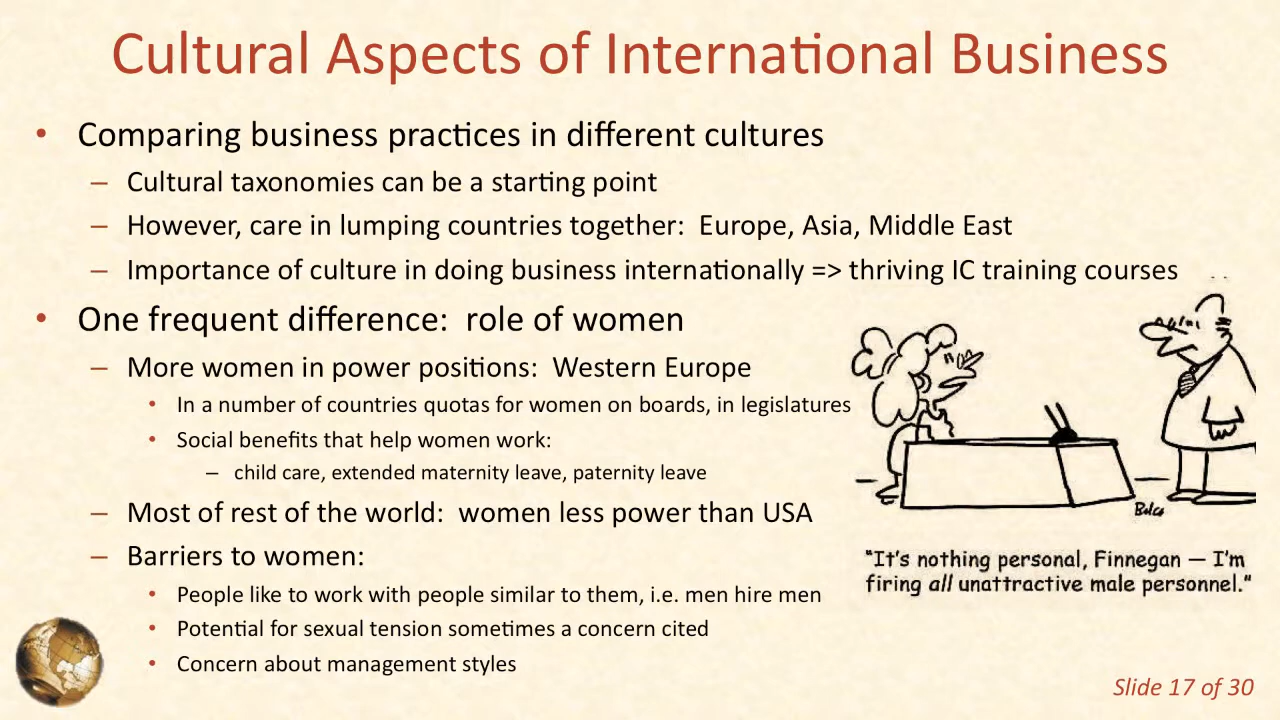 Cultural Aspects of International Business
• Comparing business practices in different cultures
– Cultural taxonomies can be a starting point
– However, care in lumping countries together:  Europe, Asia, Middle East
– Importance of culture in doing business internationally => thriving IC training courses
• One frequent difference:  role of women
– More women in power positions:  Western Europe
• In a number of countries quotas for women on boards, in legislatures
• Social benefits that help women work:
– child care, extended maternity leave, paternity leave
– Most of rest of the world:  women less power than USA
– Barriers to women:
• People like to work with people similar to them, i.e. men hire men
• Potential for sexual tension sometimes a concern cited
• Concern about management styles
"It's nothing personal, Finnegan — I'm
firing all unattractive male personnel."
Slide 17 of 30